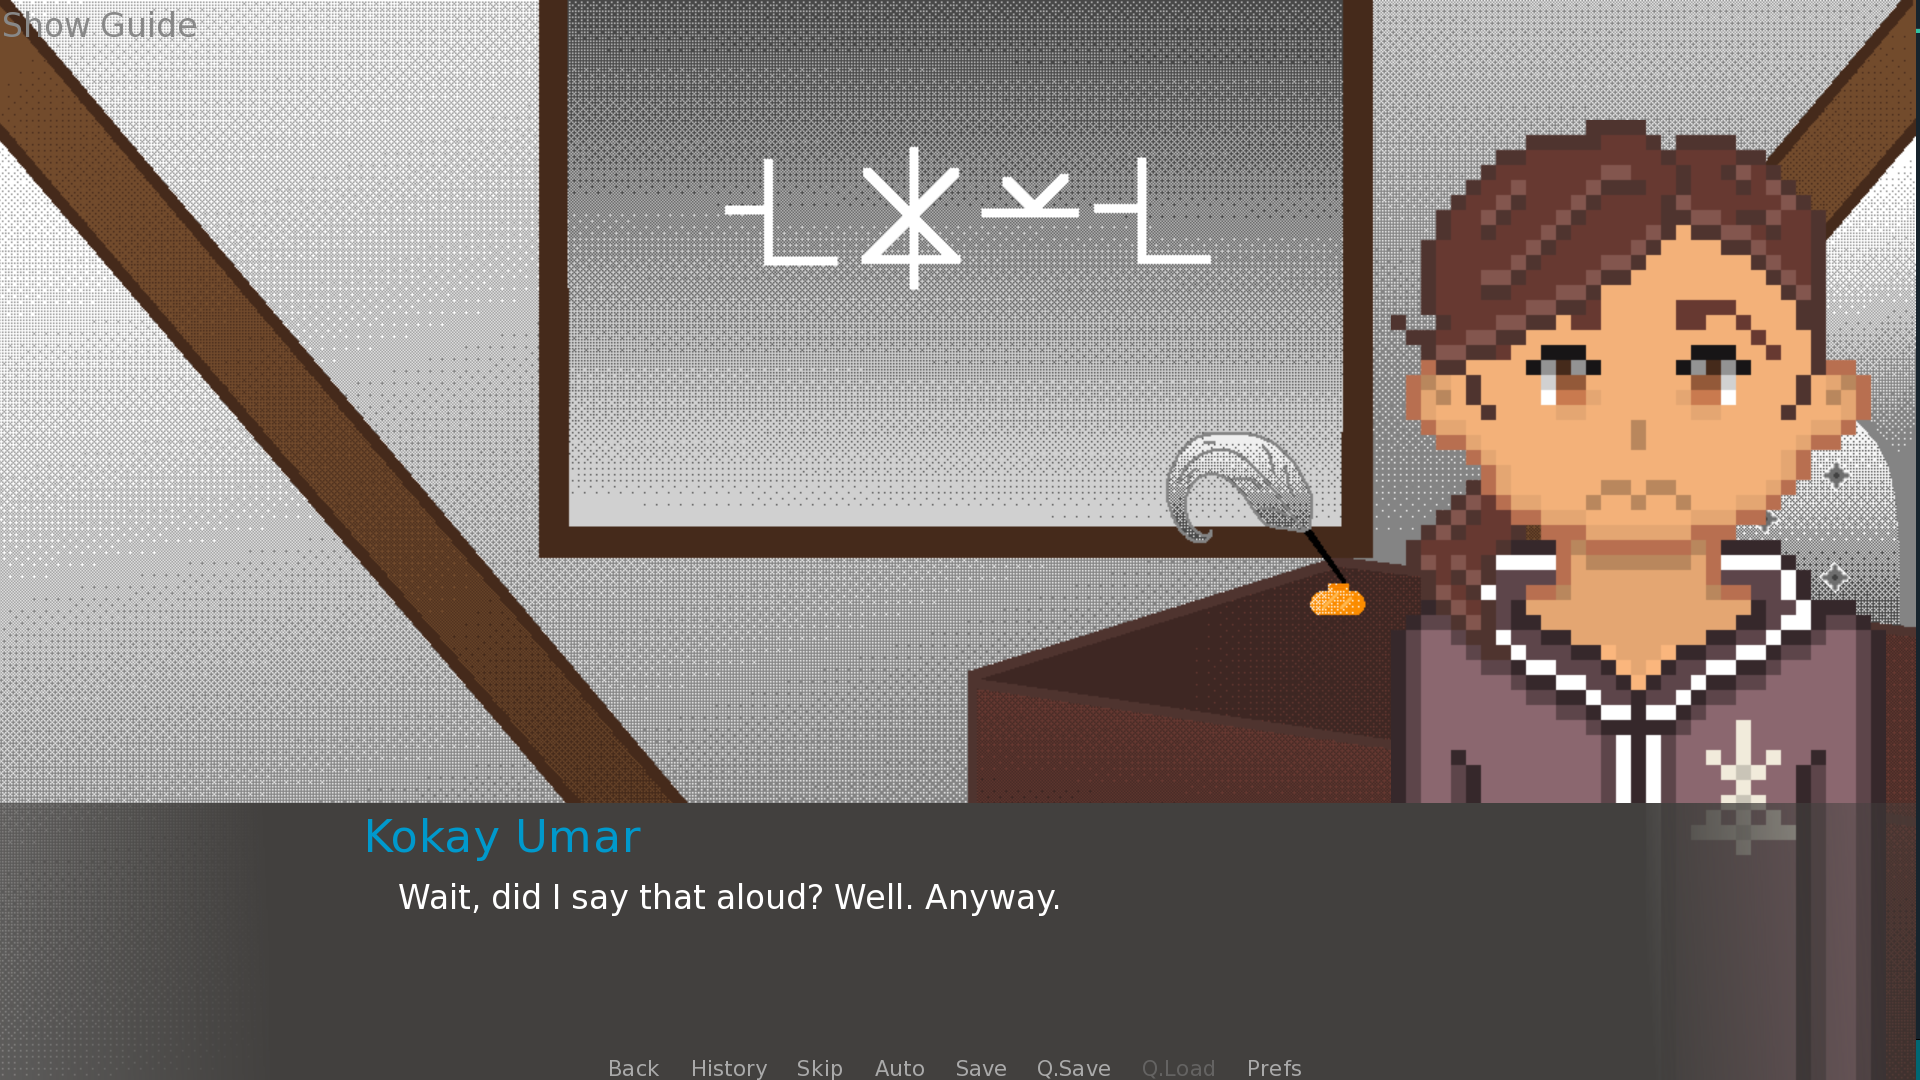 Show Guide
Kokay Umar
Wait, did I say that aloud? Well. Anyway.
Back History Skip Auto Save Q.Save Q.Load Prefs